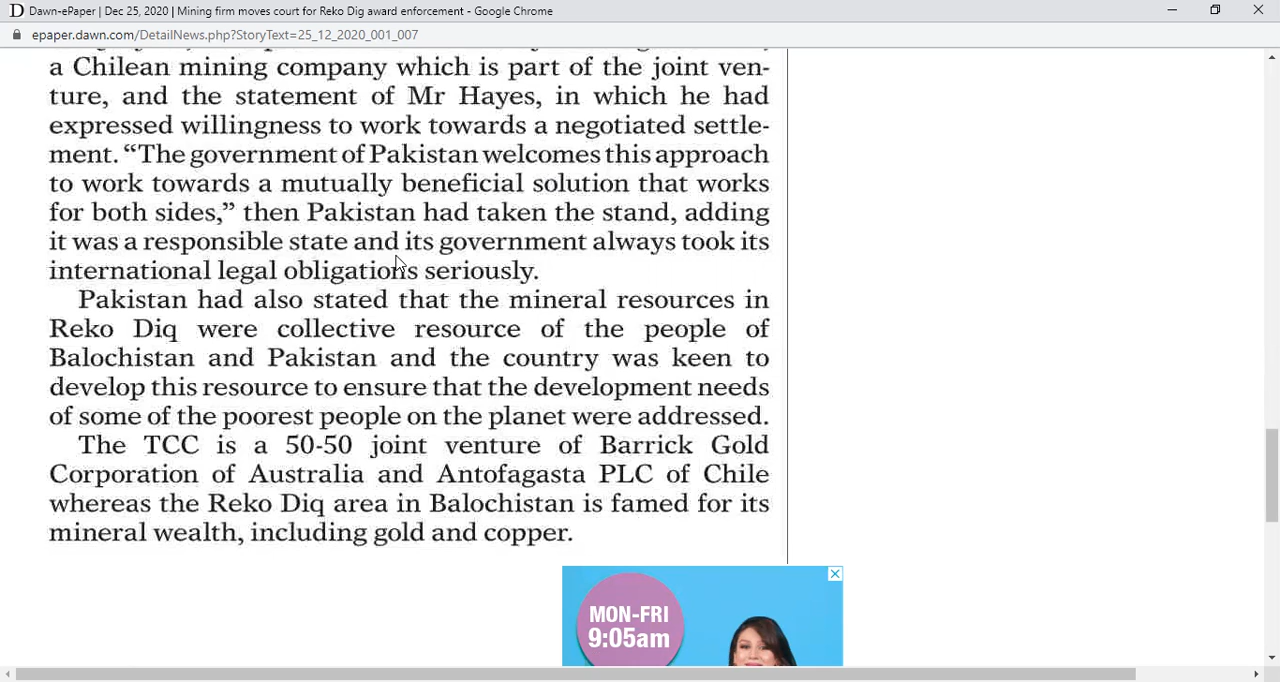 Dawn-ePaper | Dec 25, 2020 | Mining firm moves court for Reko Dig award enforcement - Google Chrome
epaper.dawn.com/DetailNews.php?StoryText=25_12_2020_001_007
a Chilean mining company which is part of the joint ven-
ture, and the statement of Mr Hayes, in which he had
expressed willingness to work towards a negotiated settle-
ment. “The government of Pakistan welcomes this approach
to work towards a mutually beneficial solution that works
for both sides,” then Pakistan had taken the stand, adding
it was a responsible state and its government always took its
international legal obligations seriously.
Pakistan had also stated that the mineral resources in
Reko Diq were collective resource of the people of
Balochistan and Pakistan and the country was keen to
develop this resource to ensure that the development needs
of some of the poorest people on the planet were addressed.
The TCC is a 50-50 joint venture of Barrick Gold
Corporation of Australia and Antofagasta PLC of Chile
whereas the Reko Diq area in Balochistan is famed for its
mineral wealth, including gold and copper.
MON-FRI
9:05am